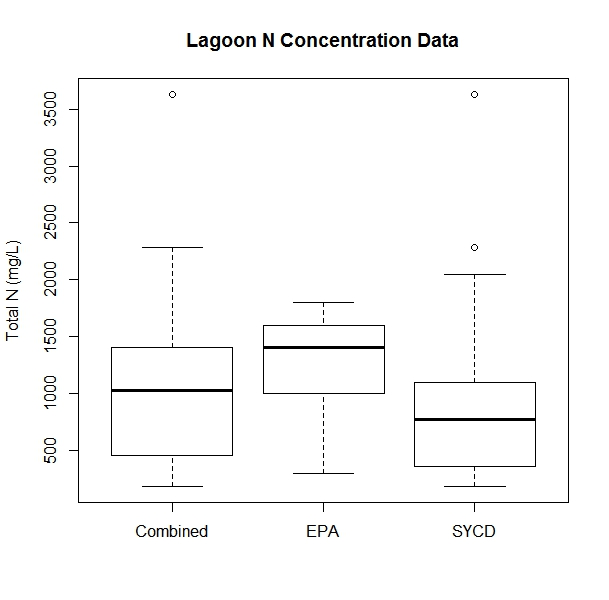 Lagoon N Concentration Data
Total N (mg/L)
3500
3000
2500
2000
1500
1000
500
Combined
EPA
SYCD